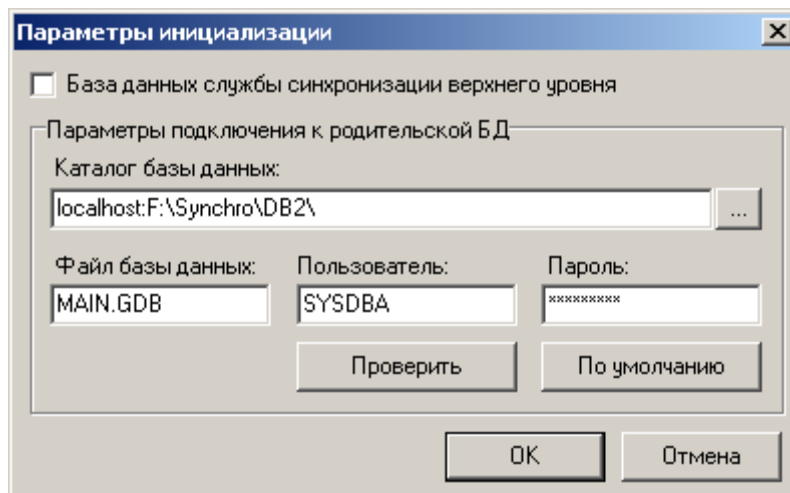 Параметры инициализации
База данных службы синхронизации верхнего уровня
Параметры подключения к родительской БД
Каталог базы данных:
localhost:F:\Synchro\DB2\
...
Файл базы данных: Пользователь: Пароль:
MAIN.GDB SYSDBA *********
Проверить По умолчанию
OK Отмена